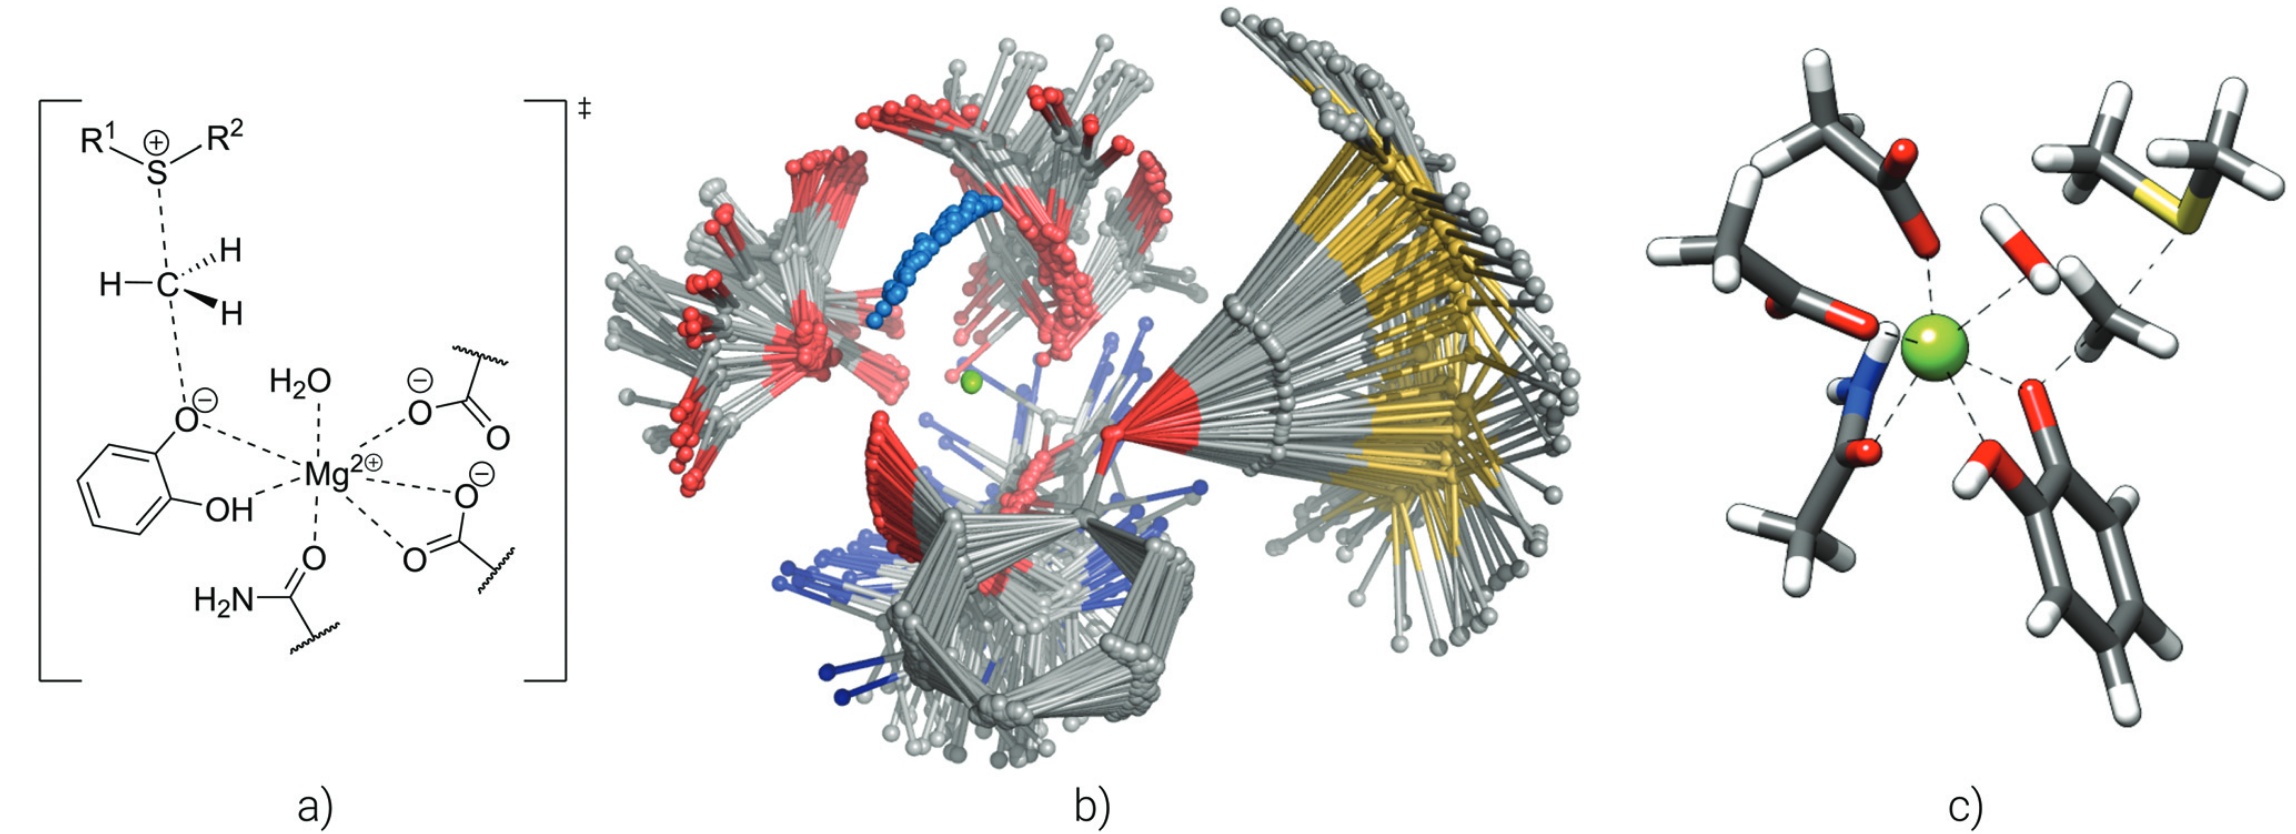 ‡
R¹ ⊕ R²
S
H
H C
H
H₂O ⊖
O⊖ O
O
Mg²⊕ ⊖
O
OH
O O
H₂N
a) b) c)